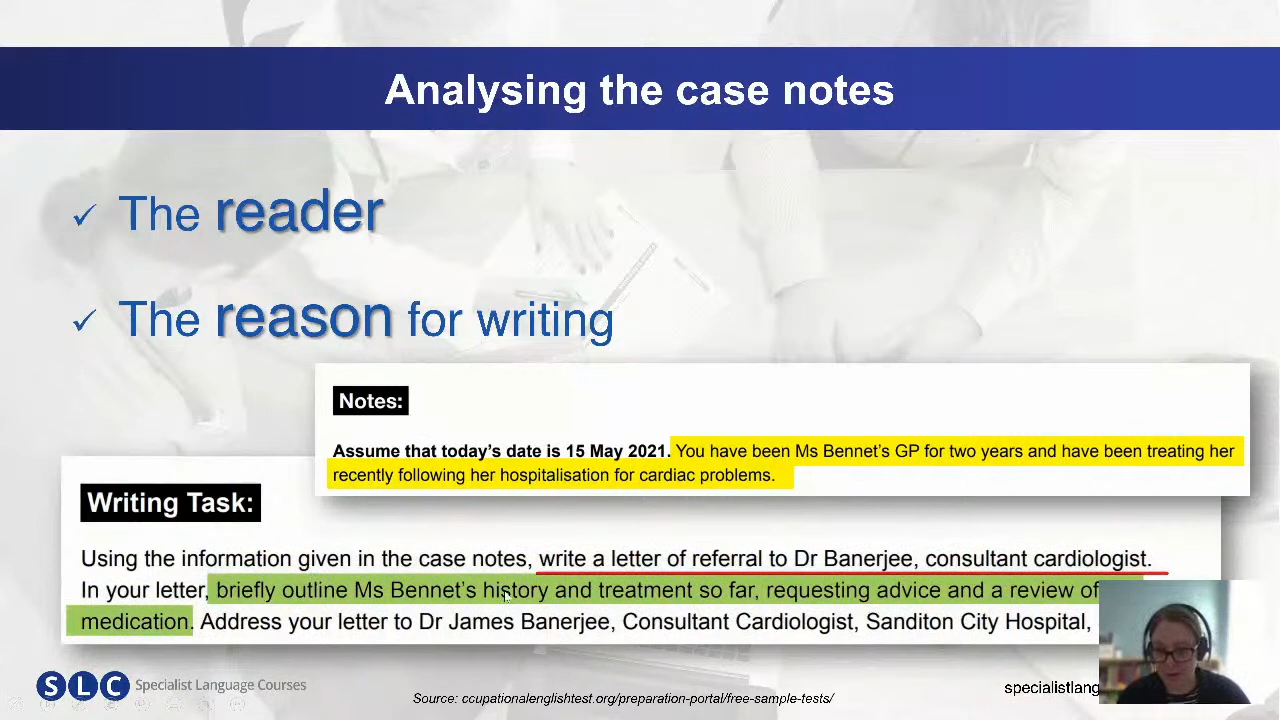 Analysing the case notes
✓ The reader
✓ The reason for writing
Notes:
Assume that today's date is 15 May 2021. You have been Ms Bennet's GP for two years and have been treating her
recently following her hospitalisation for cardiac problems.
Writing Task:
Using the information given in the case notes, write a letter of referral to Dr Banerjee, consultant cardiologist.
In your letter, briefly outline Ms Bennet's history and treatment so far, requesting advice and a review of
medication. Address your letter to Dr James Banerjee, Consultant Cardiologist, Sanditon City Hospital,
SLC Specialist Language Courses
Source: ccupationalenglishtest.org/preparation-portal/free-sample-tests/
specialistlang